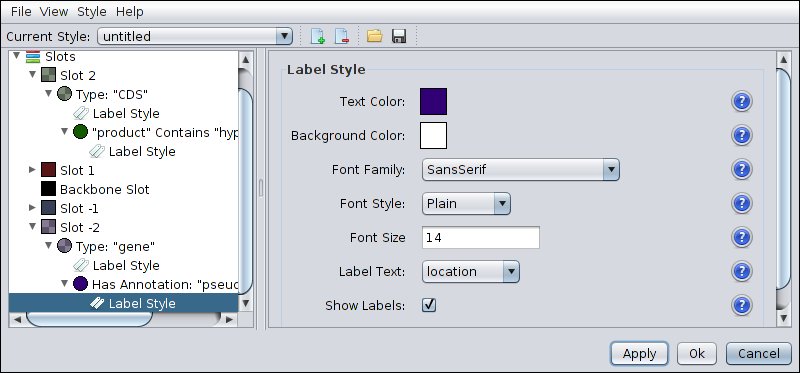 File View Style Help
Current Style: untitled
Slots
Slot 2
Type: "CDS"
Label Style
"product" Contains "hyp
Label Style
Slot 1
Backbone Slot
Slot -1
Slot -2
Type: "gene"
Label Style
Has Annotation: "pseud
Label Style
Label Style
Text Color: ?
Background Color: ?
Font Family: SansSerif ?
Font Style: Plain ?
Font Size 14 ?
Label Text: location ?
Show Labels: ?
Apply Ok Cancel